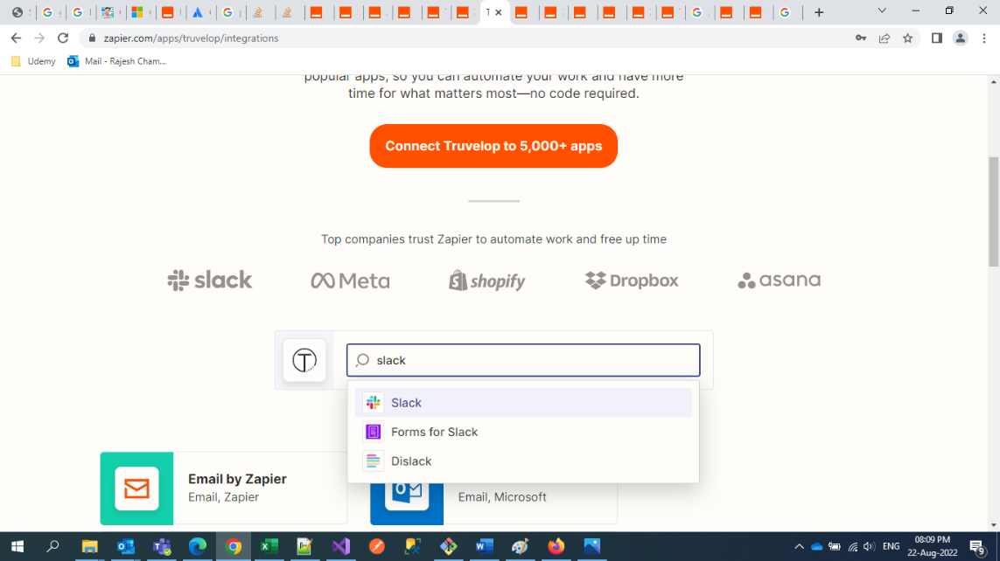 zapier.com/apps/truvelop/integrations
Udemy
Mail - Rajesh Cham...
popular apps, so you can automate your work and have more
time for what matters most—no code required.
Connect Truvelop to 5,000+ apps
Top companies trust Zapier to automate work and free up time
slack
Meta
shopify
Dropbox
asana
slack
Slack
Forms for Slack
Dislack
Email by Zapier
Email, Zapier
Email, Microsoft
ENG
08:09 PM
22-Aug-2022
9